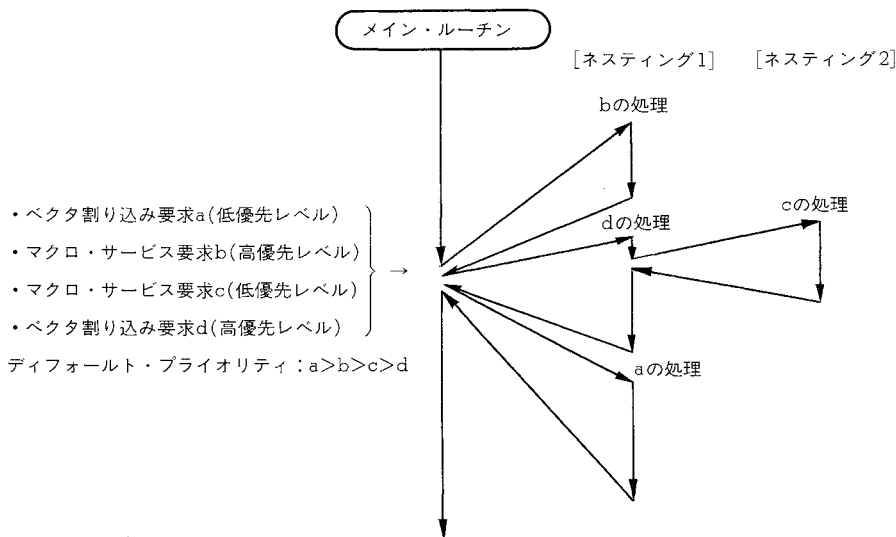 メイン・ルーチン
[ネスティング1] [ネスティング2]
bの処理
・ベクタ割り込み要求a(低優先レベル)
・マクロ・サービス要求b(高優先レベル)
・マクロ・サービス要求c(低優先レベル)
・ベクタ割り込み要求d(高優先レベル)
ディフォールト・プライオリティ：a>b>c>d
→
dの処理
cの処理
aの処理